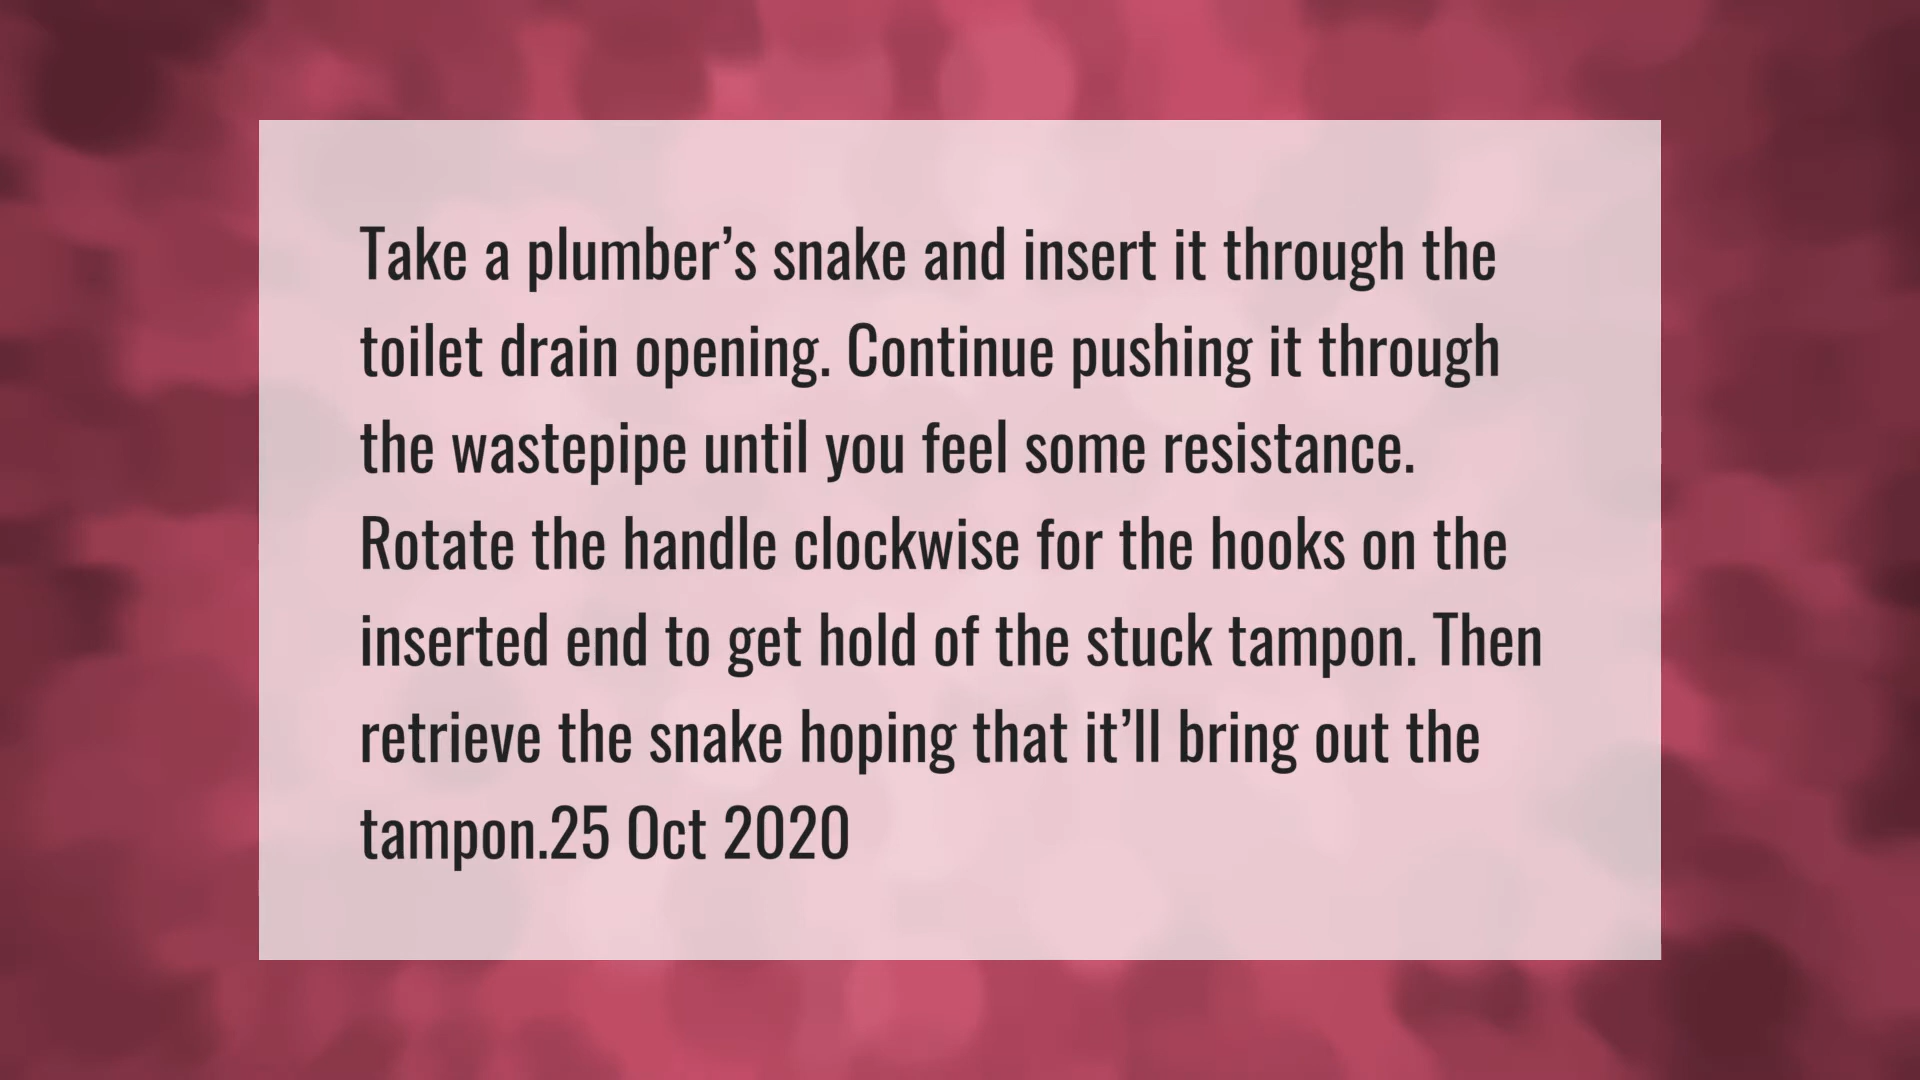 Take a plumber’s snake and insert it through the
toilet drain opening. Continue pushing it through
the wastepipe until you feel some resistance.
Rotate the handle clockwise for the hooks on the
inserted end to get hold of the stuck tampon. Then
retrieve the snake hoping that it’ll bring out the
tampon.25 Oct 2020